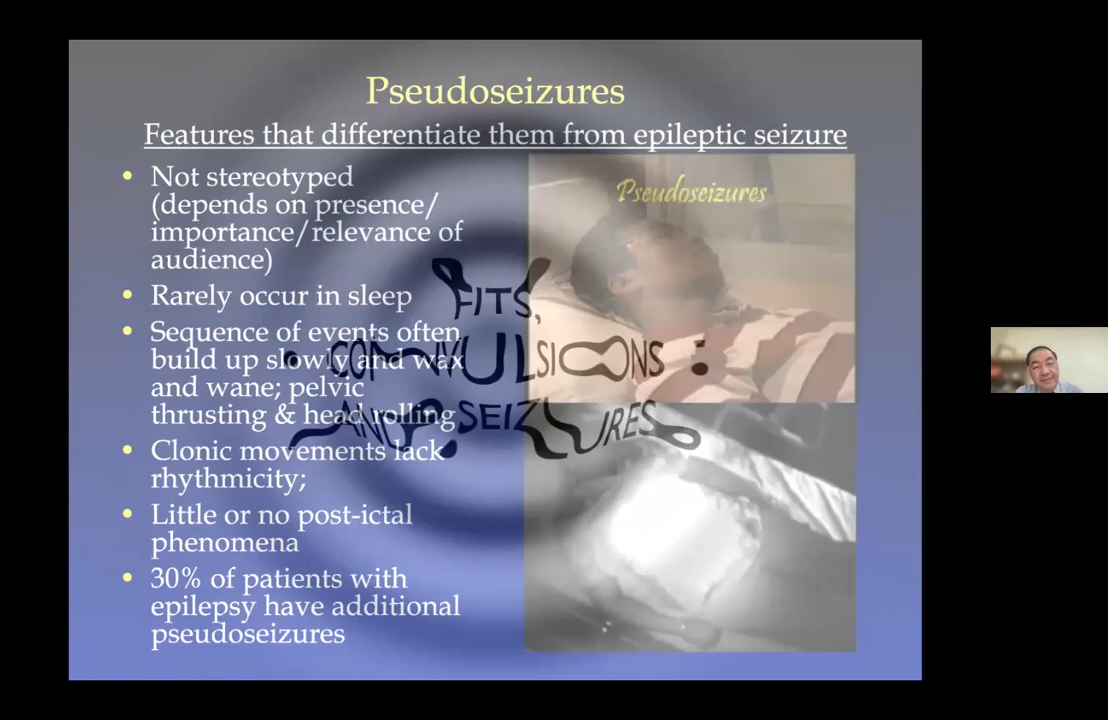 Pseudoseizures
Features that differentiate them from epileptic seizure
• Not stereotyped
(depends on presence/
importance/relevance of
audience)
• Rarely occur in sleep
• Sequence of events often
build up slowly and wax
and wane; pelvic
thrusting & head rolling
• Clonic movements lack
rhythmicity;
• Little or no post-ictal
phenomena
• 30% of patients with
epilepsy have additional
pseudoseizures
Pseudoseizures
FITS,
CONVULSIONS
AND SEIZURES